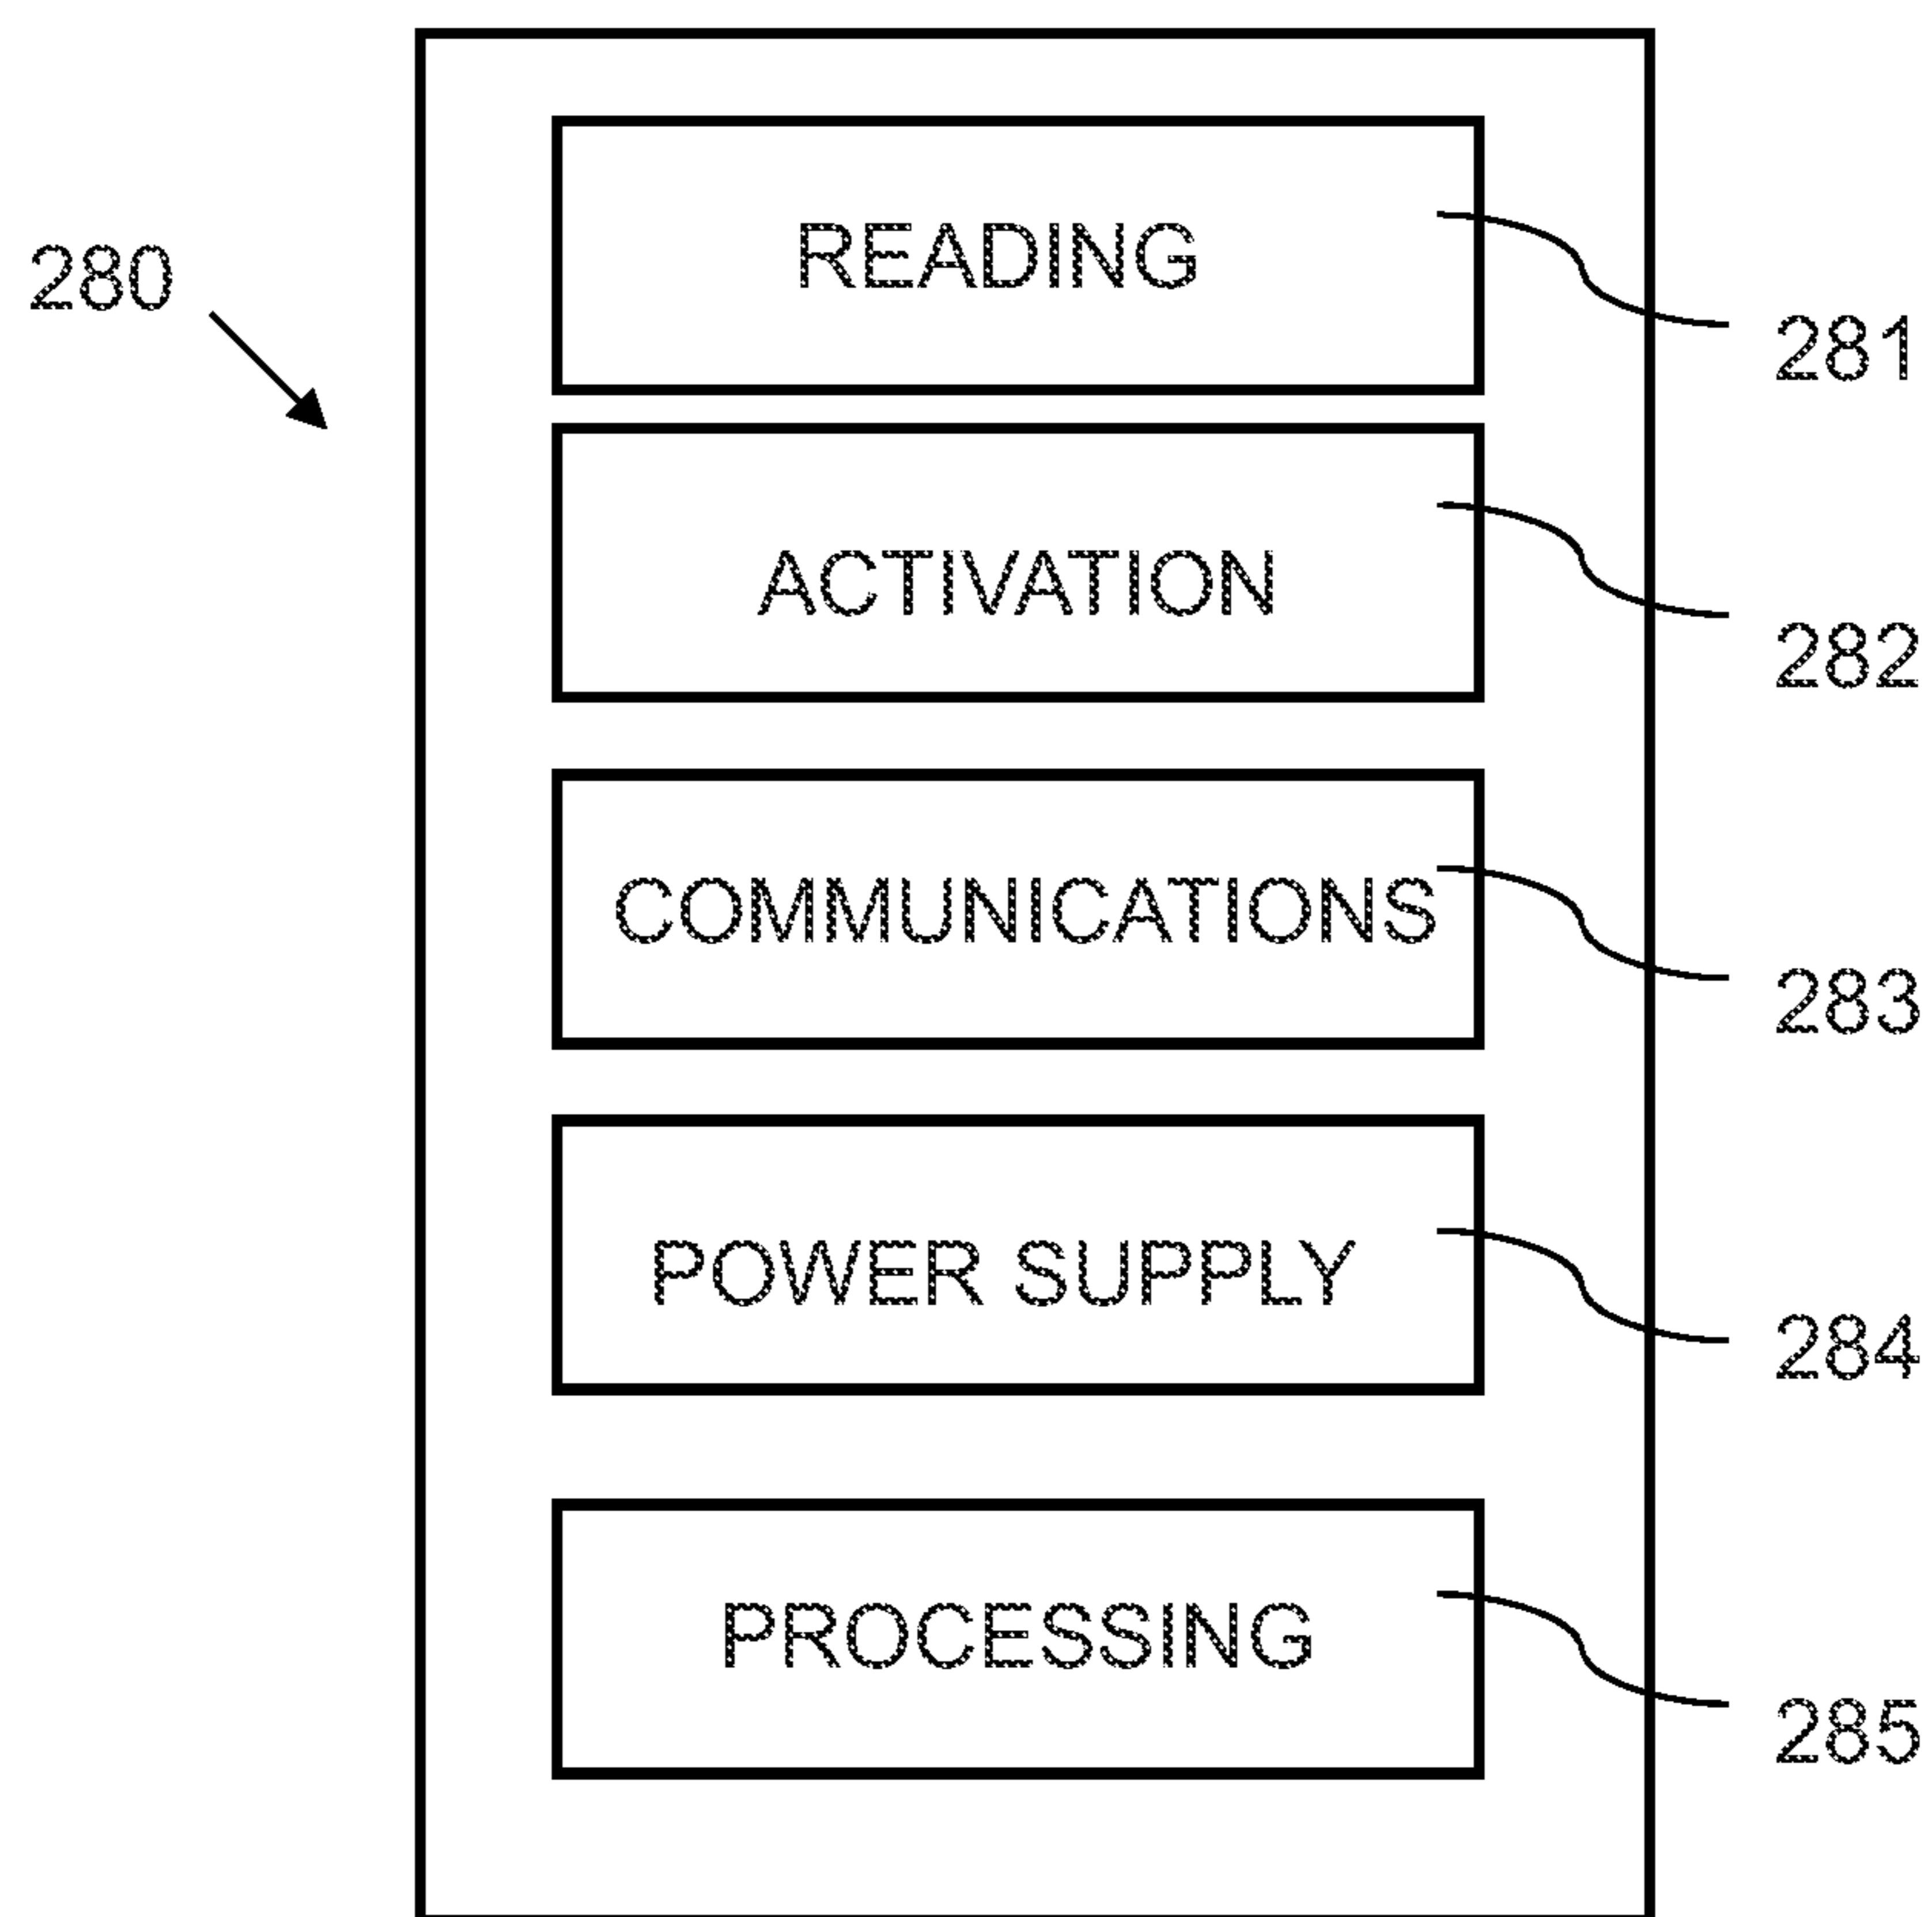 READING
280
281
ACTIVATION
282
COMMUNICATIONS
283
POWER SUPPLY
284
PROCESSING
285